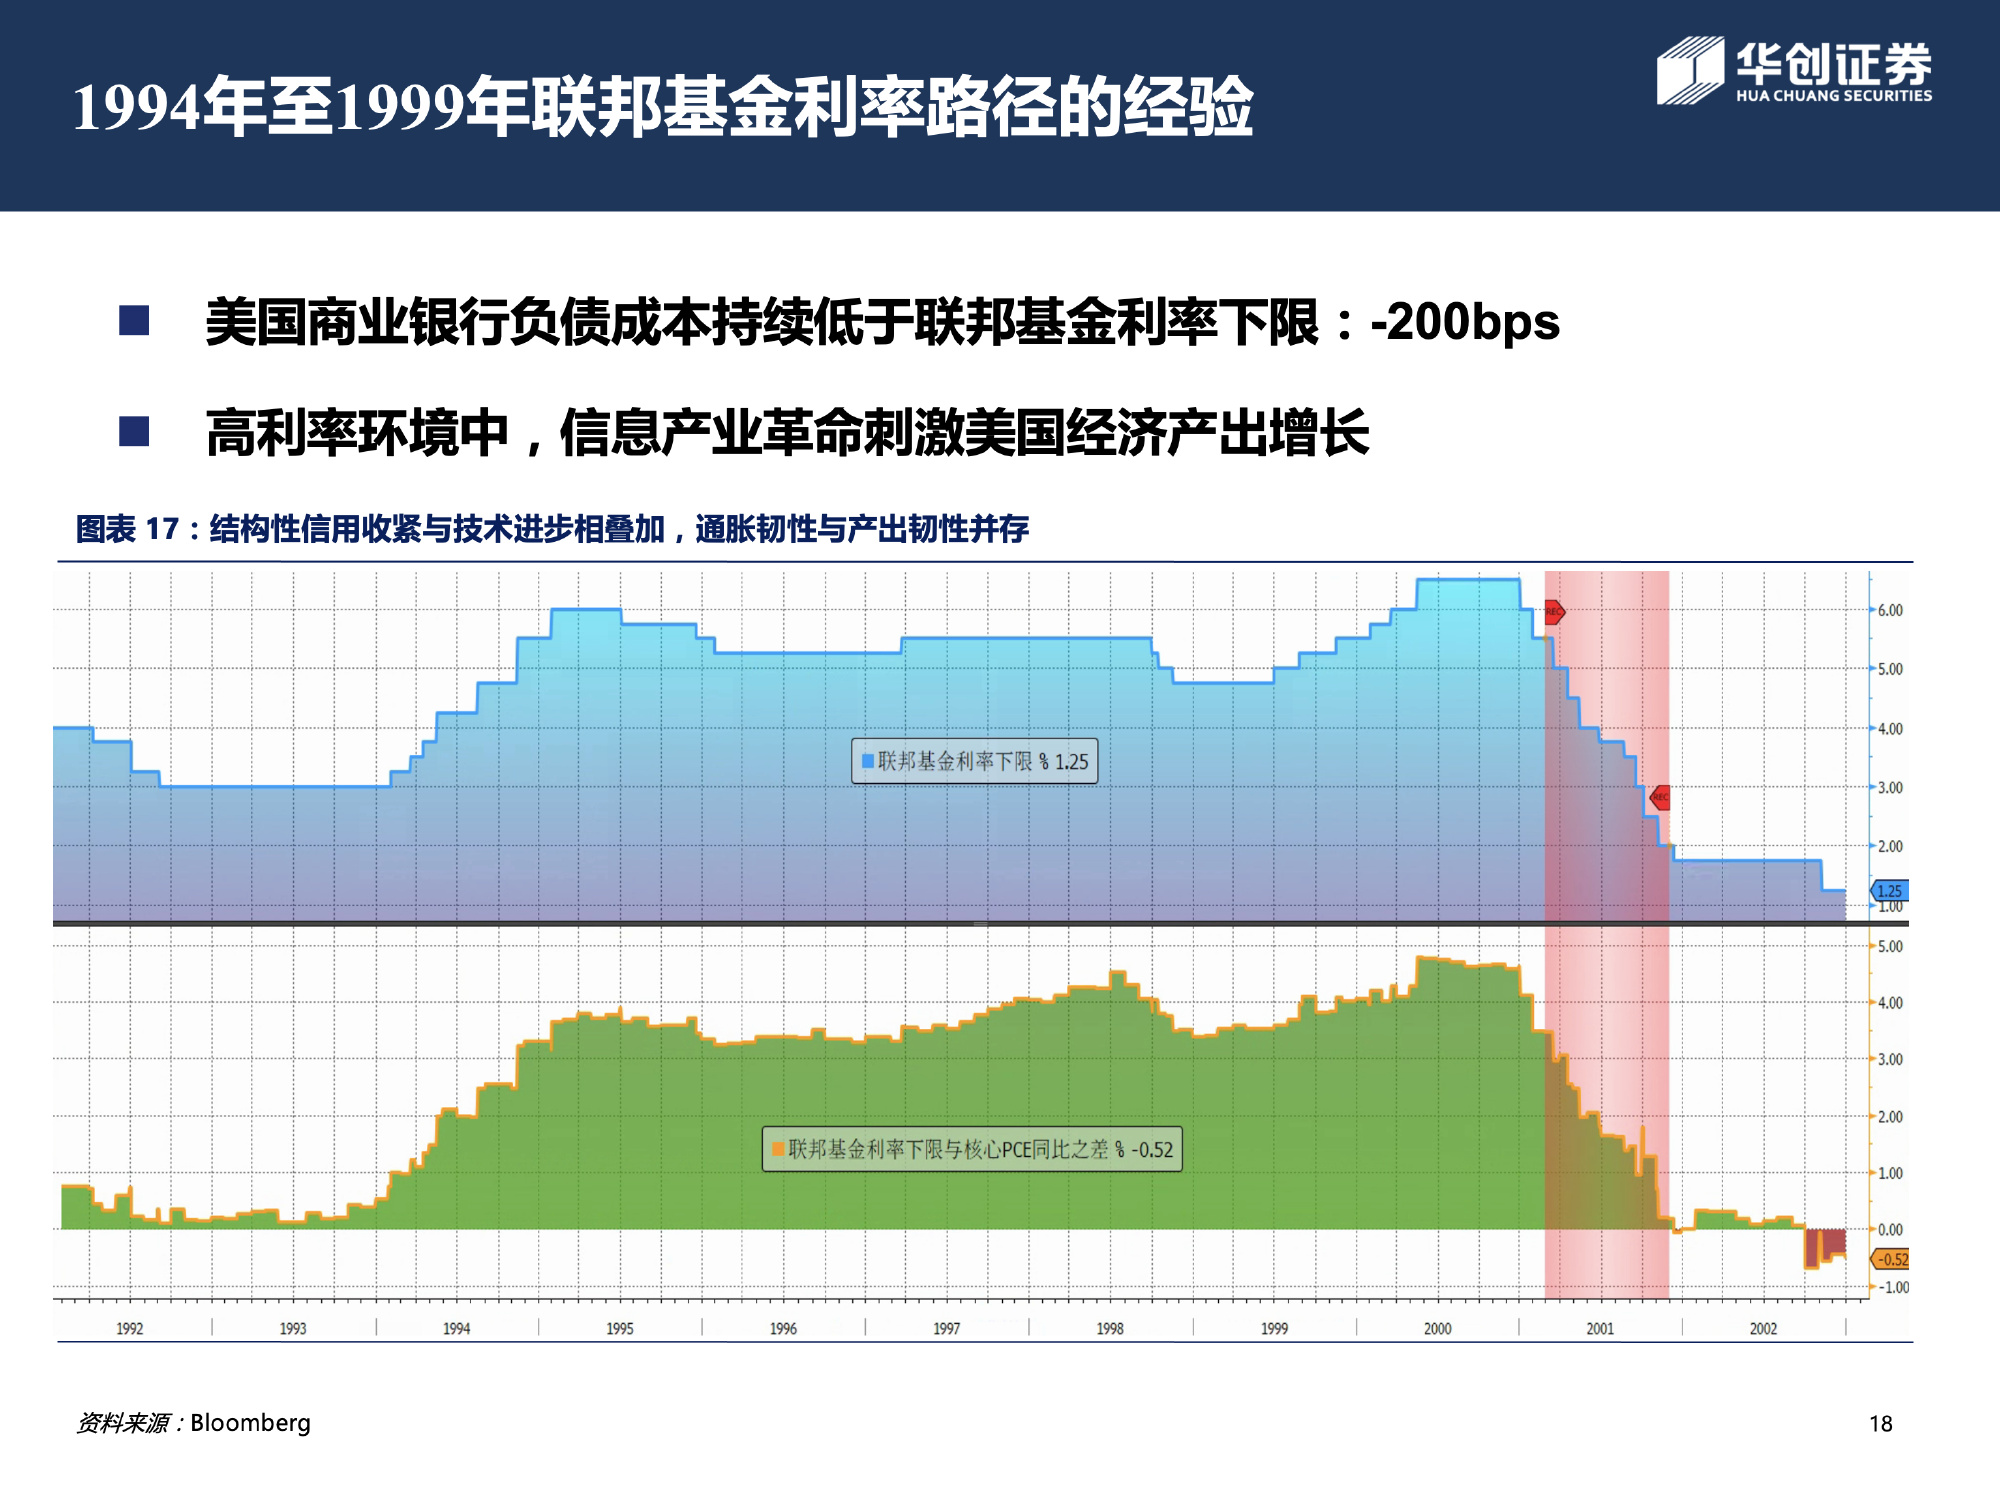 1994年至1999年联邦基金利率路径的经验
华创证券
HUA CHUANG SECURITIES
美国商业银行负债成本持续低于联邦基金利率下限：-200bps
高利率环境中，信息产业革命刺激美国经济产出增长
图表 17：结构性信用收紧与技术进步相叠加，通胀韧性与产出韧性并存
REC
6.00
5.00
4.00
联邦基金利率下限 % 1.25
3.00
REC
2.00
1.25
1.00
5.00
4.00
3.00
2.00
联邦基金利率下限与核心PCE同比之差 % -0.52
1.00
0.00
-0.52
-1.00
1992 1993 1994 1995 1996 1997 1998 1999 2000 2001 2002
资料来源：Bloomberg
18